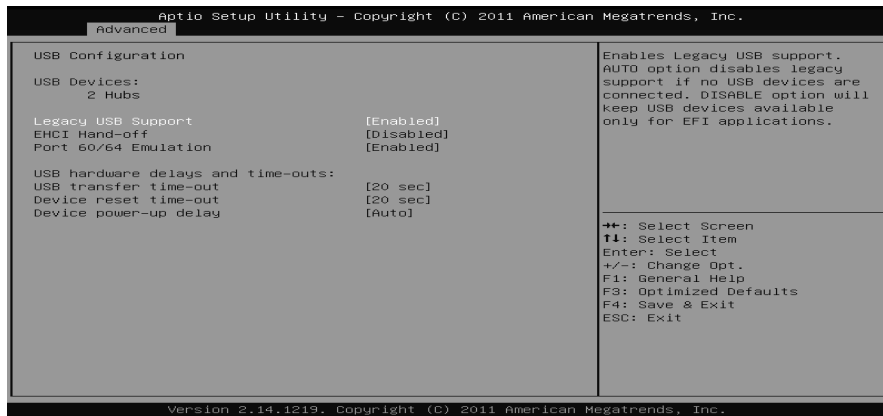 Aptio Setup Utility – Copyright (C) 2011 American Megatrends, Inc.
Advanced
USB Configuration
USB Devices:
2 Hubs
Legacy USB Support [Enabled]
EHCI Hand-off [Disabled]
Port 60/64 Emulation [Enabled]
USB hardware delays and time-outs:
USB transfer time-out [20 sec]
Device reset time-out [20 sec]
Device power-up delay [Auto]
Enables Legacy USB support.
AUTO option disables legacy
support if no USB devices are
connected. DISABLE option will
keep USB devices available
only for EFI applications.
→←: Select Screen
↑↓: Select Item
Enter: Select
+/-: Change Opt.
F1: General Help
F3: Optimized Defaults
F4: Save & Exit
ESC: Exit
Version 2.14.1219. Copyright (C) 2011 American Megatrends, Inc.